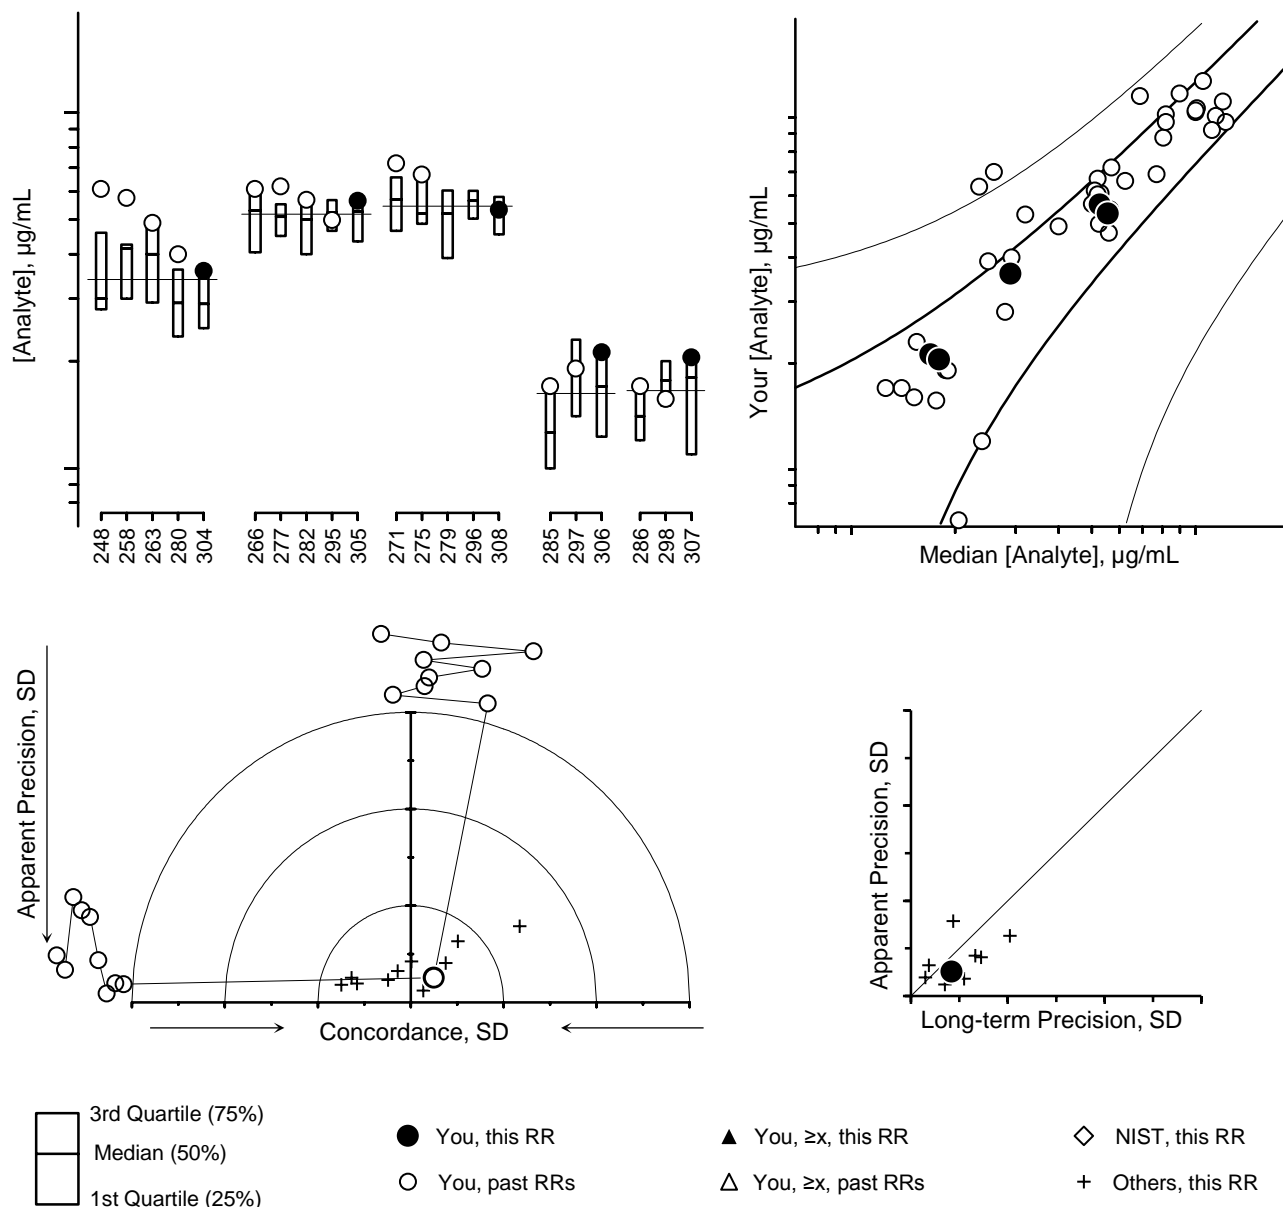 [Analyte], µg/mL
248 258 263 280 304 266 277 282 295 305 271 275 279 296 308 285 297 306 286 298 307
Your [Analyte], µg/mL
Median [Analyte], µg/mL
Apparent Precision, SD
Concordance, SD
Apparent Precision, SD
Long-term Precision, SD
3rd Quartile (75%)
Median (50%)
1st Quartile (25%)
You, this RR
You, past RRs
You, ≥x, this RR
You, ≥x, past RRs
NIST, this RR
Others, this RR